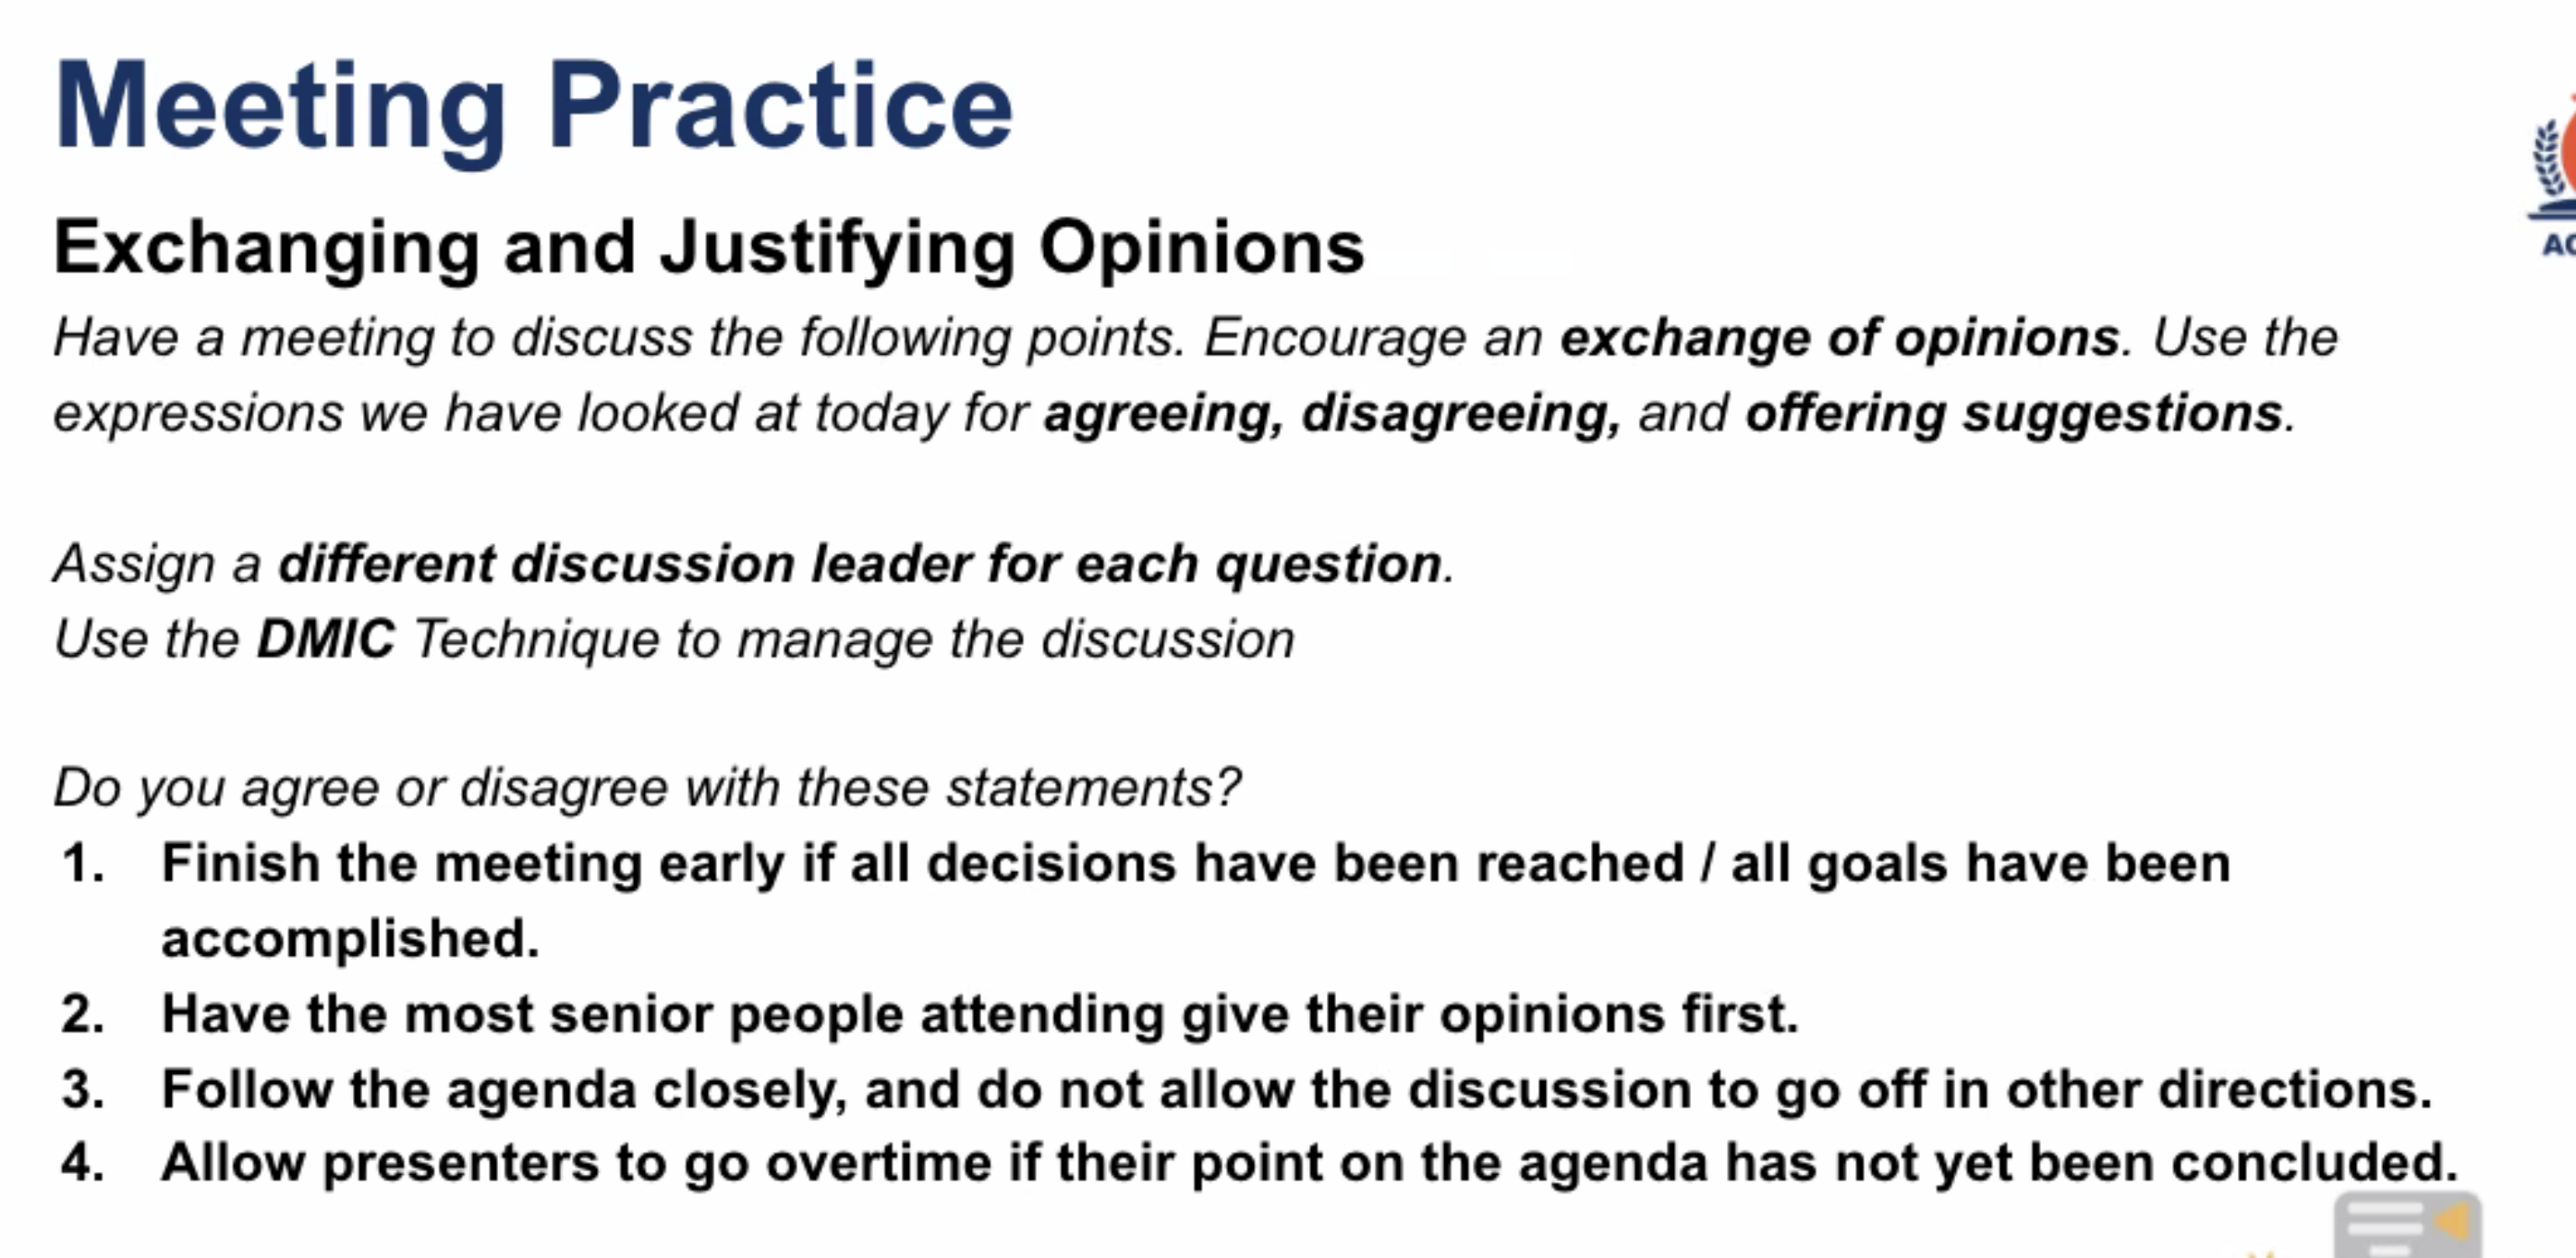 Meeting Practice
Exchanging and Justifying Opinions
Have a meeting to discuss the following points. Encourage an exchange of opinions. Use the
expressions we have looked at today for agreeing, disagreeing, and offering suggestions.
Assign a different discussion leader for each question.
Use the DMIC Technique to manage the discussion
Do you agree or disagree with these statements?
1. Finish the meeting early if all decisions have been reached / all goals have been
accomplished.
2. Have the most senior people attending give their opinions first.
3. Follow the agenda closely, and do not allow the discussion to go off in other directions.
4. Allow presenters to go overtime if their point on the agenda has not yet been concluded.